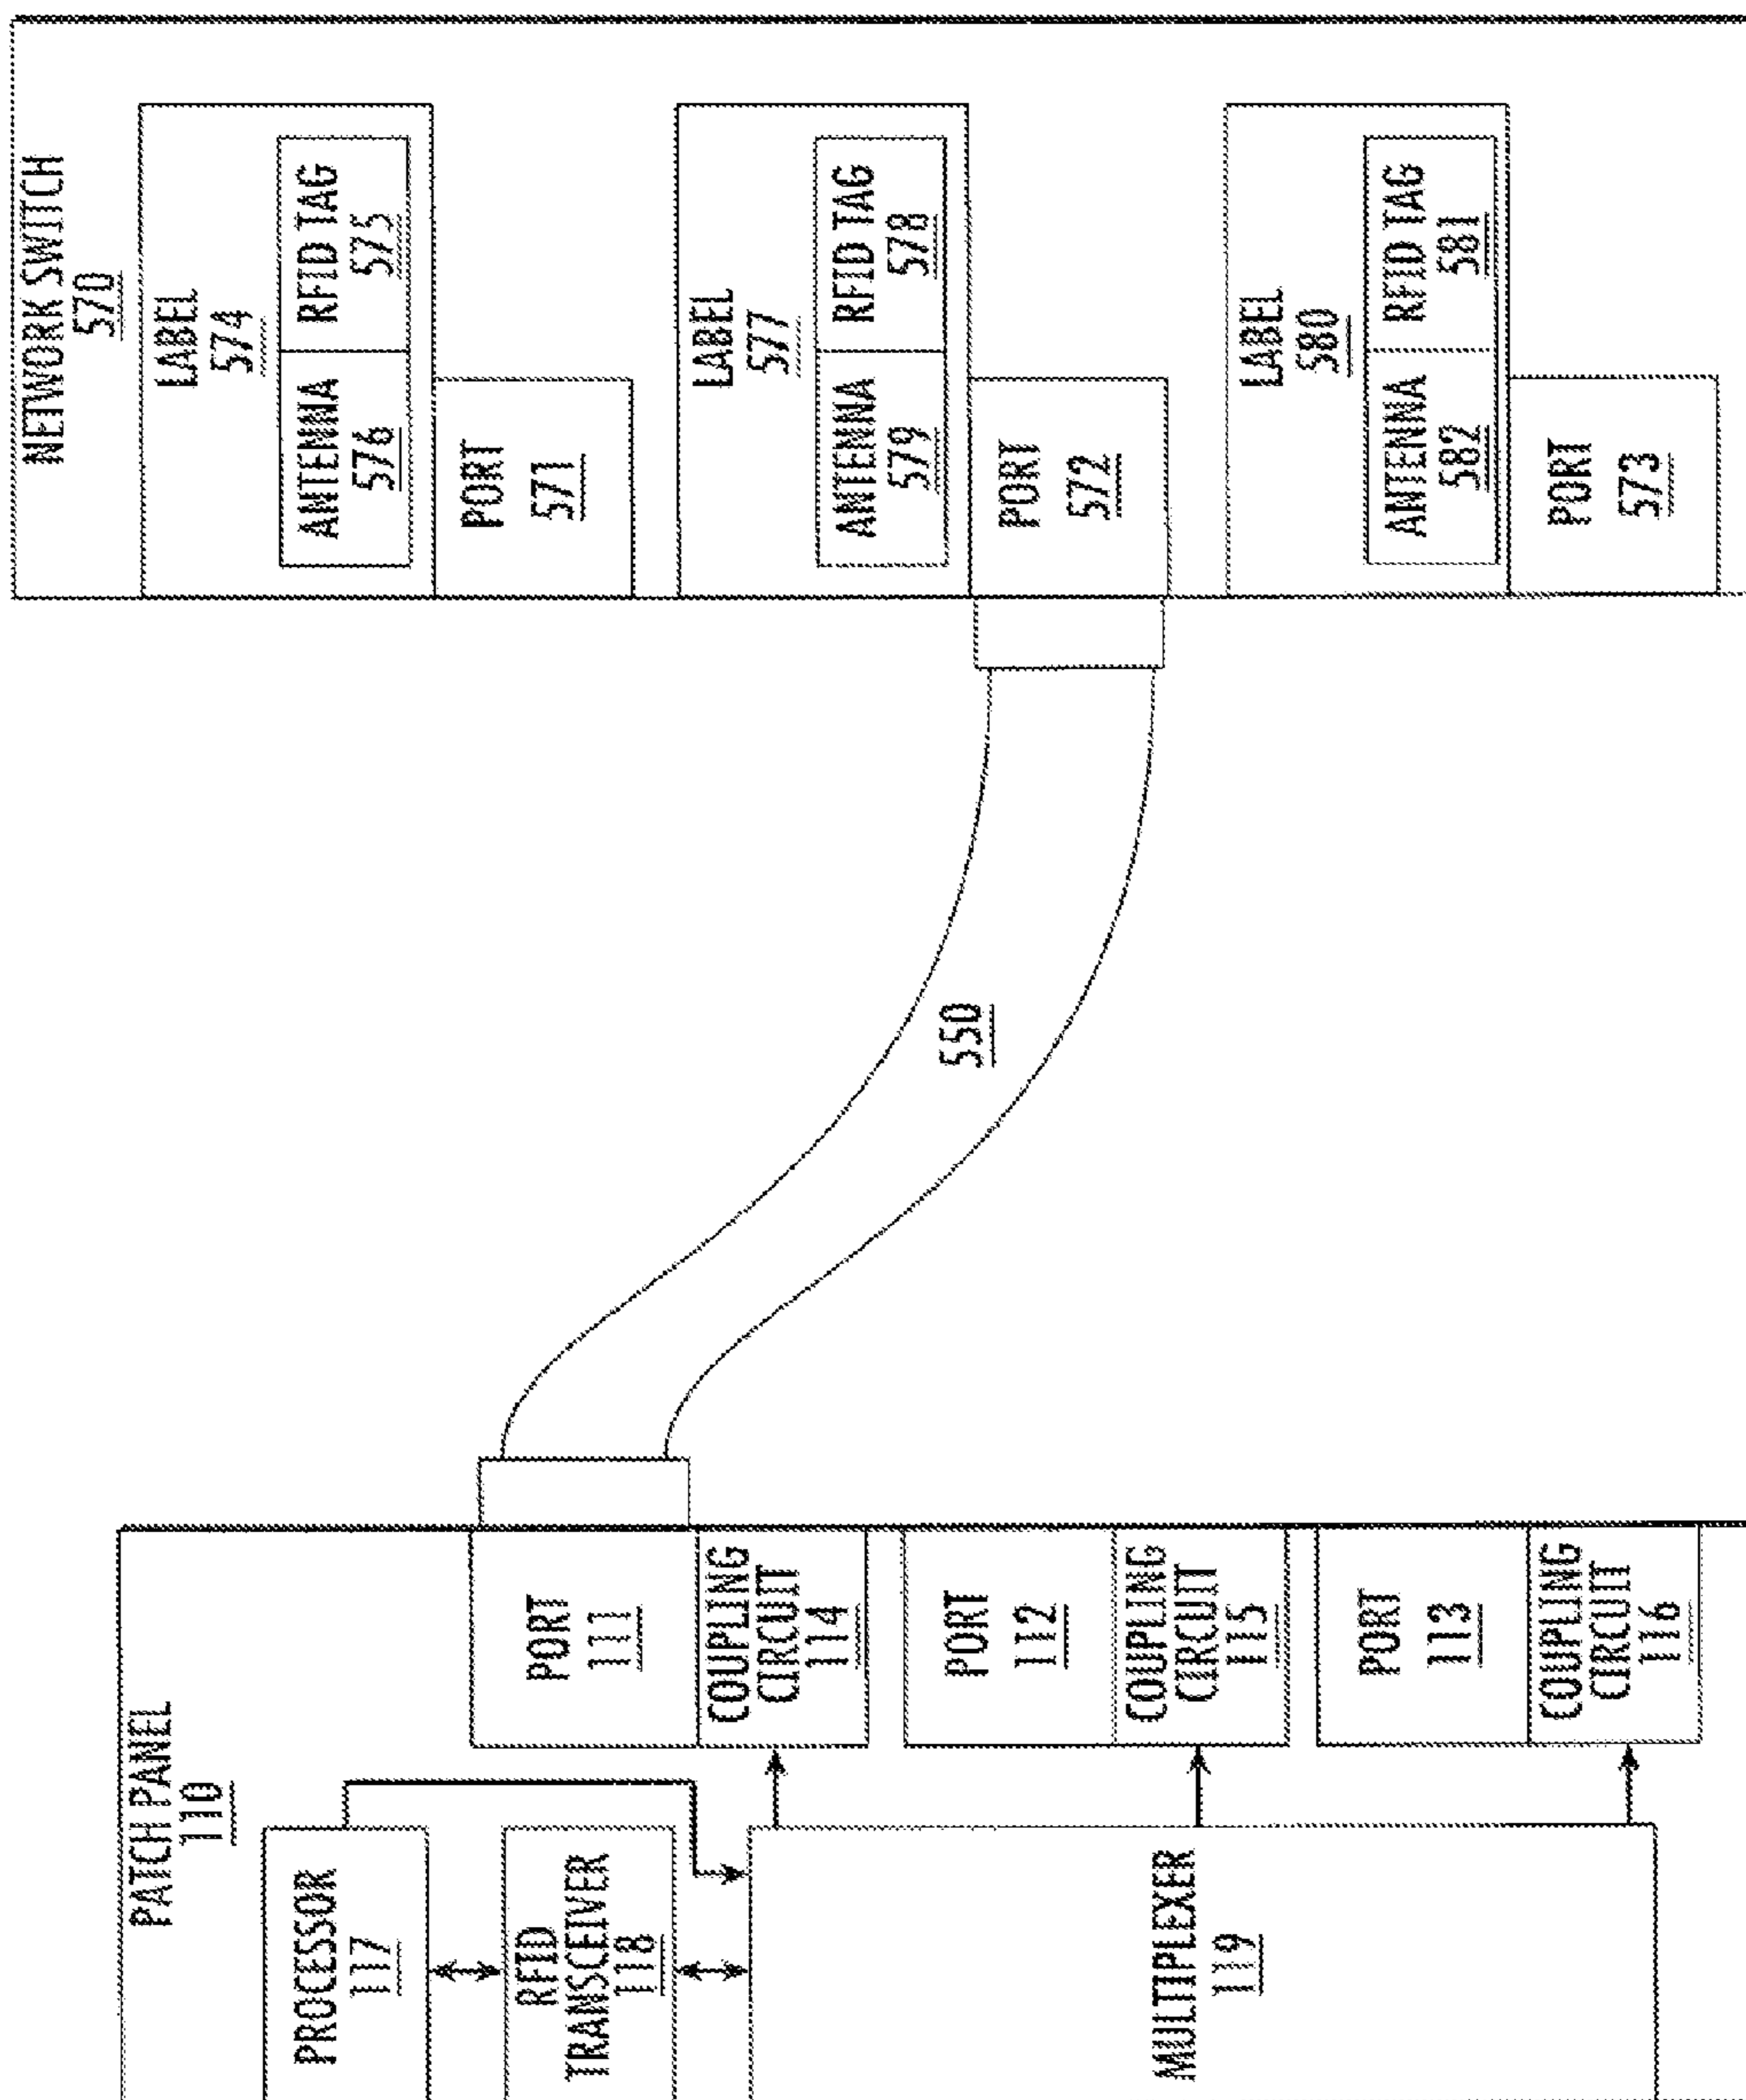 PATCH PANEL
110
PROCESSOR
117
RFID
TRANSCEIVER
118
MULTIPLEXER
119
PORT
111
COUPLING
CIRCUIT
114
PORT
112
COUPLING
CIRCUIT
115
PORT
113
COUPLING
CIRCUIT
116
550
NETWORK SWITCH
570
LABEL
574
ANTENNA
576
RFID TAG
575
PORT
571
LABEL
577
ANTENNA
579
RFID TAG
578
PORT
572
LABEL
580
ANTENNA
582
RFID TAG
581
PORT
573